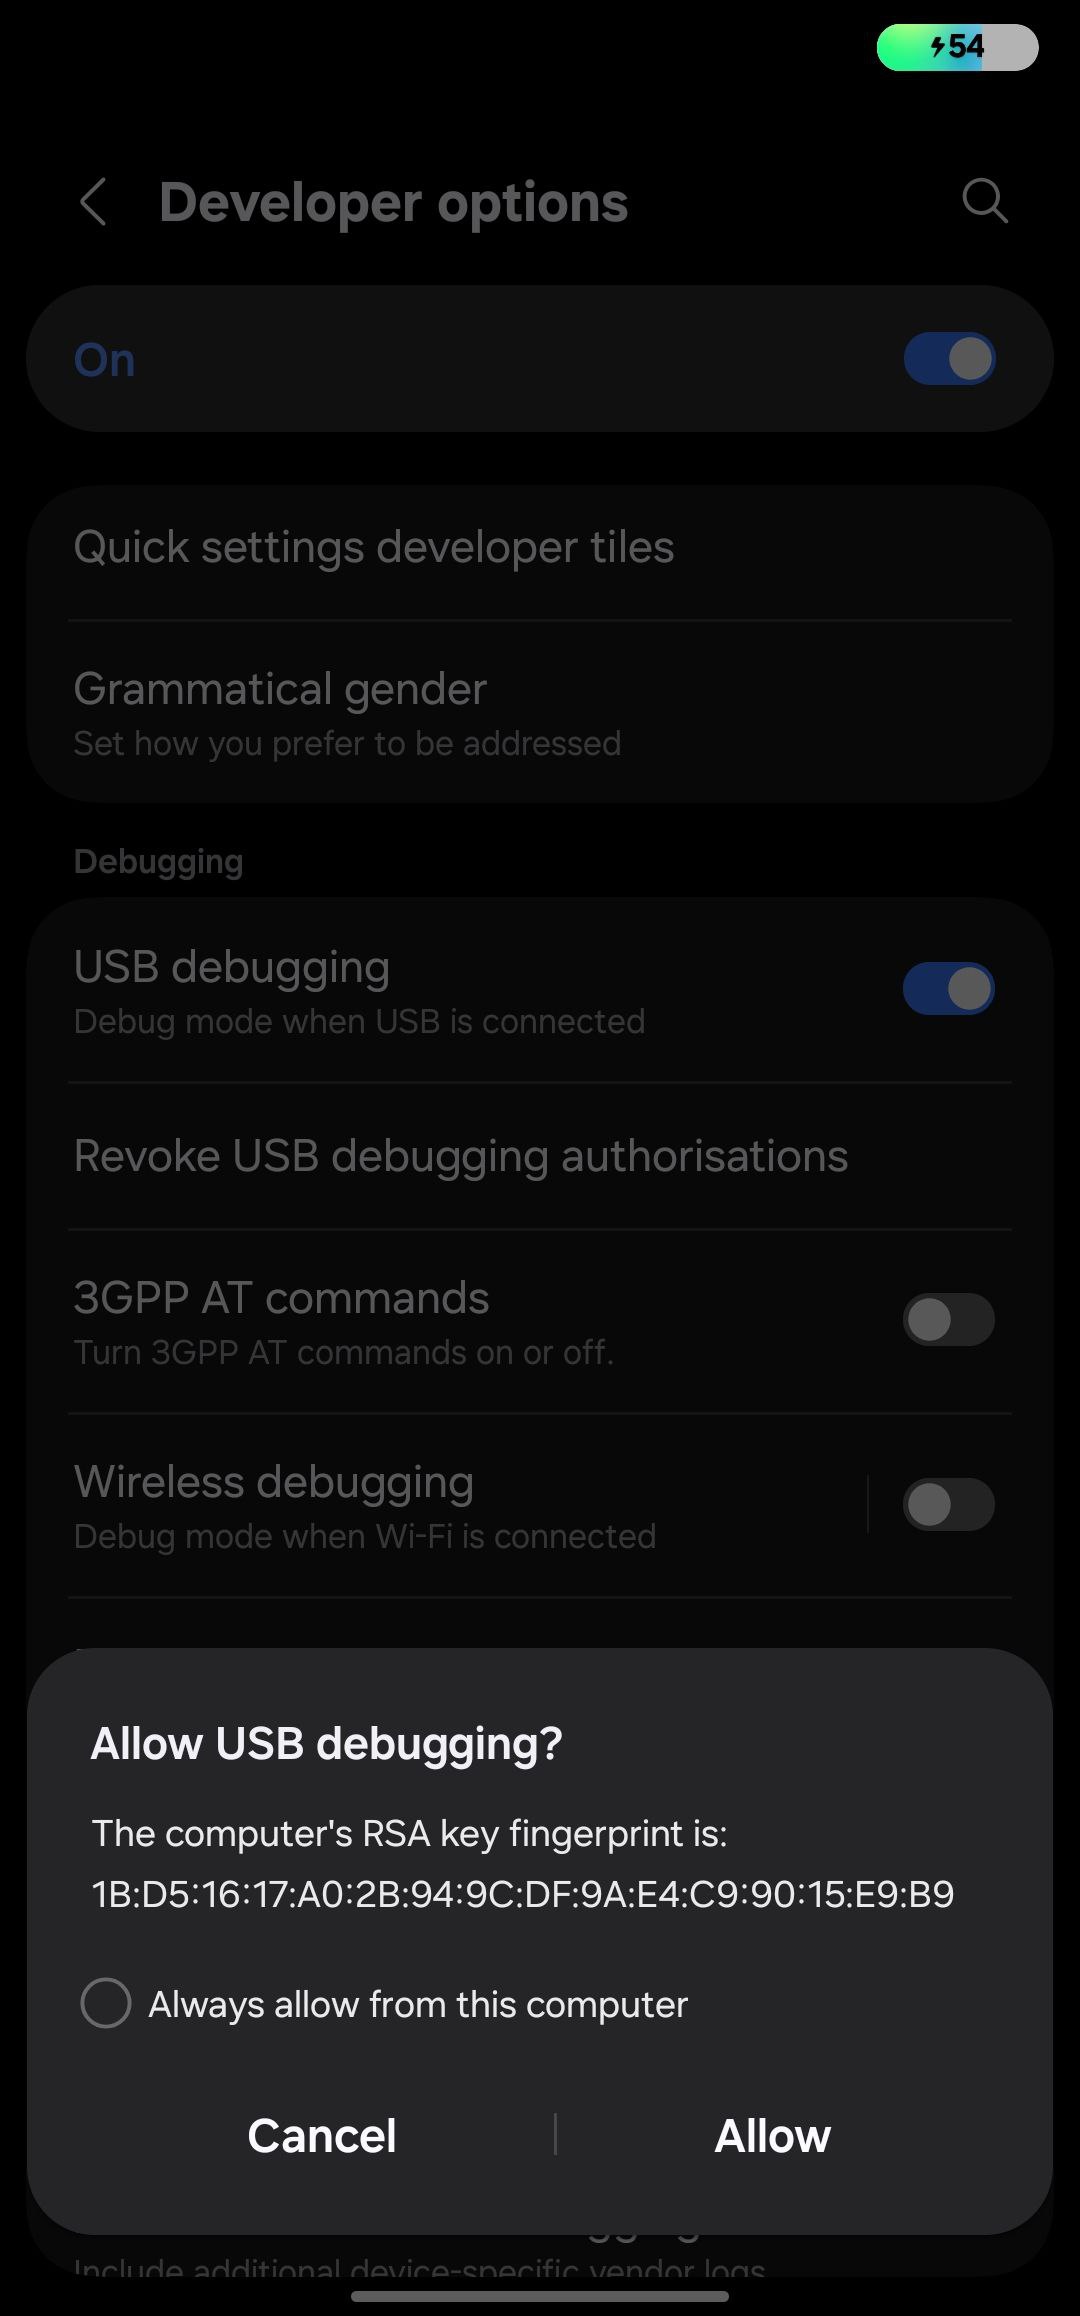 54
Developer options
On
Quick settings developer tiles
Grammatical gender
Set how you prefer to be addressed
Debugging
USB debugging
Debug mode when USB is connected
Revoke USB debugging authorisations
3GPP AT commands
Turn 3GPP AT commands on or off.
Wireless debugging
Debug mode when Wi-Fi is connected
Allow USB debugging?
The computer's RSA key fingerprint is:
1B:D5:16:17:A0:2B:94:9C:DF:9A:E4:C9:90:15:E9:B9
Always allow from this computer
Cancel
Allow
Include additional device-specific vendor logs